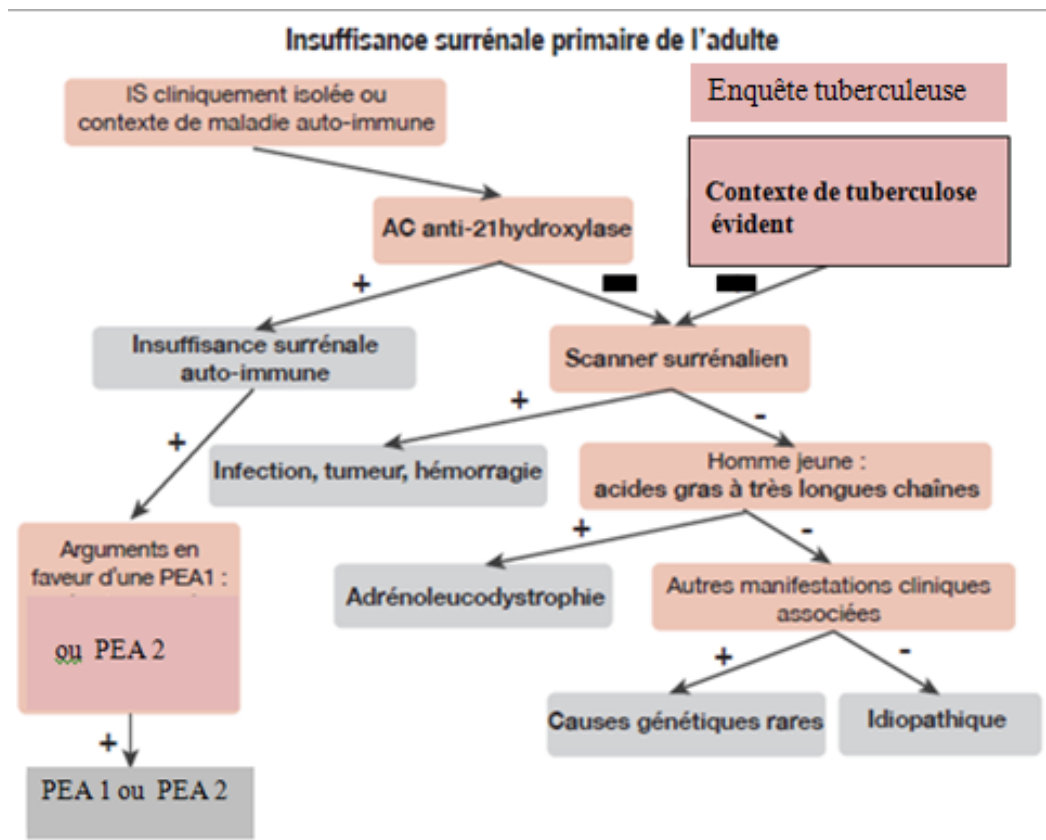 Insuffisance surrénale primaire de l'adulte
IS cliniquement isolée ou
contexte de maladie auto-immune
Enquête tuberculeuse
Contexte de tuberculose
évident
AC anti-21hydroxylase
+
Insuffisance surrénale
auto-immune
Scanner surrénalien
+
+
-
Infection, tumeur, hémorragie
Homme jeune :
acides gras à très longues chaînes
+
-
Arguments en
faveur d'une PEA1 :
ou PEA 2
Adrénoleucodystrophie
Autres manifestations cliniques
associées
+
-
Causes génétiques rares
Idiopathique
+
PEA 1 ou PEA 2